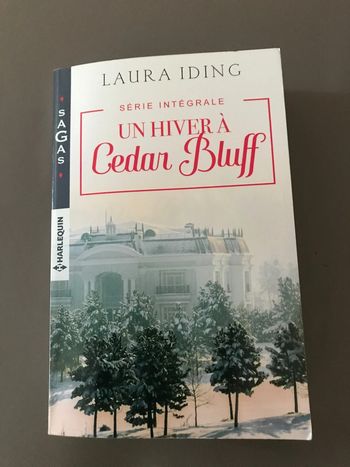 LAURA IDING
SÉRIE INTÉGRALE
UN HIVER À
Cedar Bluff
SAGAS
HARLEQUIN